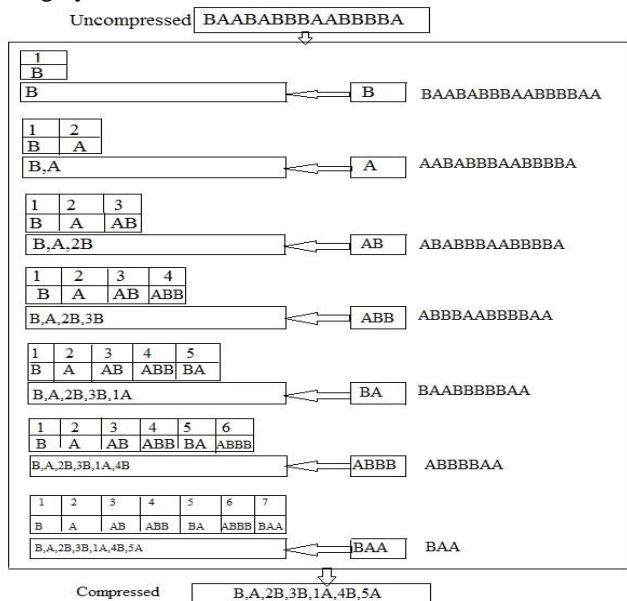 Uncompressed BAABABBBAABBBBA
1
B
B B BAABABBBAABBBBAA
1 2
B A
B,A A AABABBBAABBBBA
1 2 3
B A AB
B,A,2B AB ABABBBAABBBBA
1 2 3 4
B A AB ABB
B,A,2B,3B ABB ABBBAABBBBAA
1 2 3 4 5
B A AB ABB BA
B,A,2B,3B,1A BA BAABBBBBAA
1 2 3 4 5 6
B A AB ABB BA ABBB
B,A,2B,3B,1A,4B ABBB ABBBBAA
1 2 3 4 5 6 7
B A AB ABB BA ABBB BAA
B,A,2B,3B,1A,4B,5A BAA BAA
Compressed B,A,2B,3B,1A,4B,5A